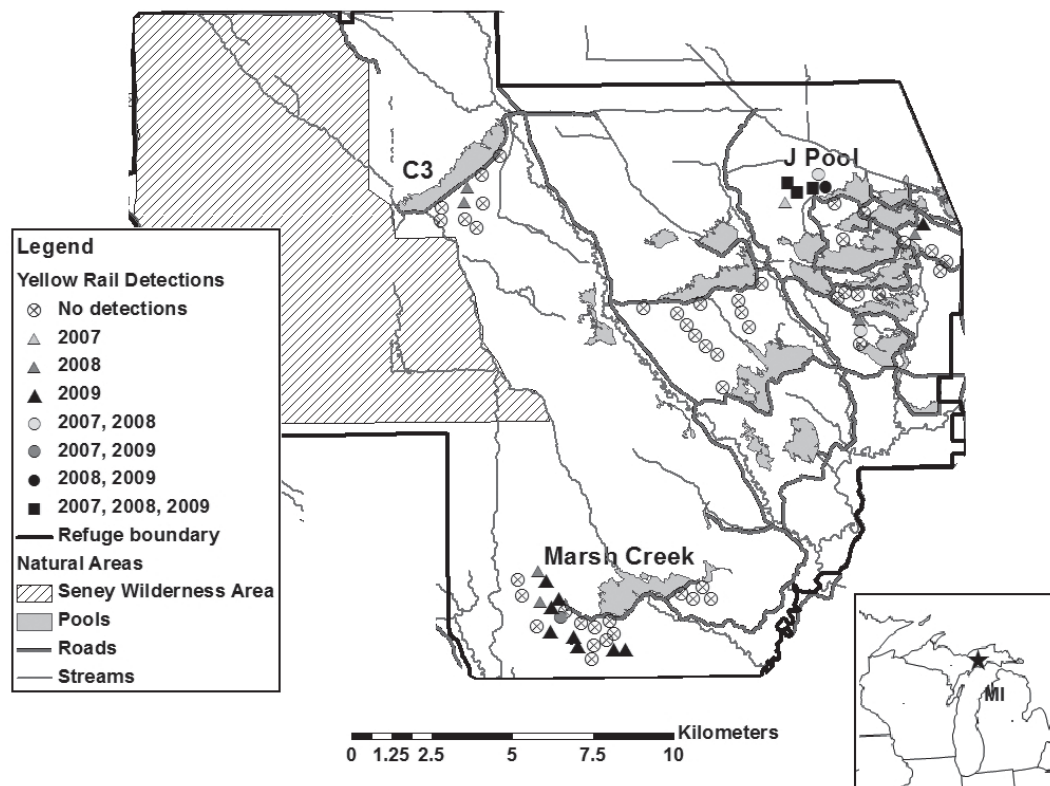 C3
J Pool
Legend
Yellow Rail Detections
No detections
2007
2008
2009
2007, 2008
2007, 2009
2008, 2009
2007, 2008, 2009
Refuge boundary
Natural Areas
Seney Wilderness Area
Pools
Roads
Streams
Marsh Creek
MI
Kilometers
0 1.25 2.5 5 7.5 10